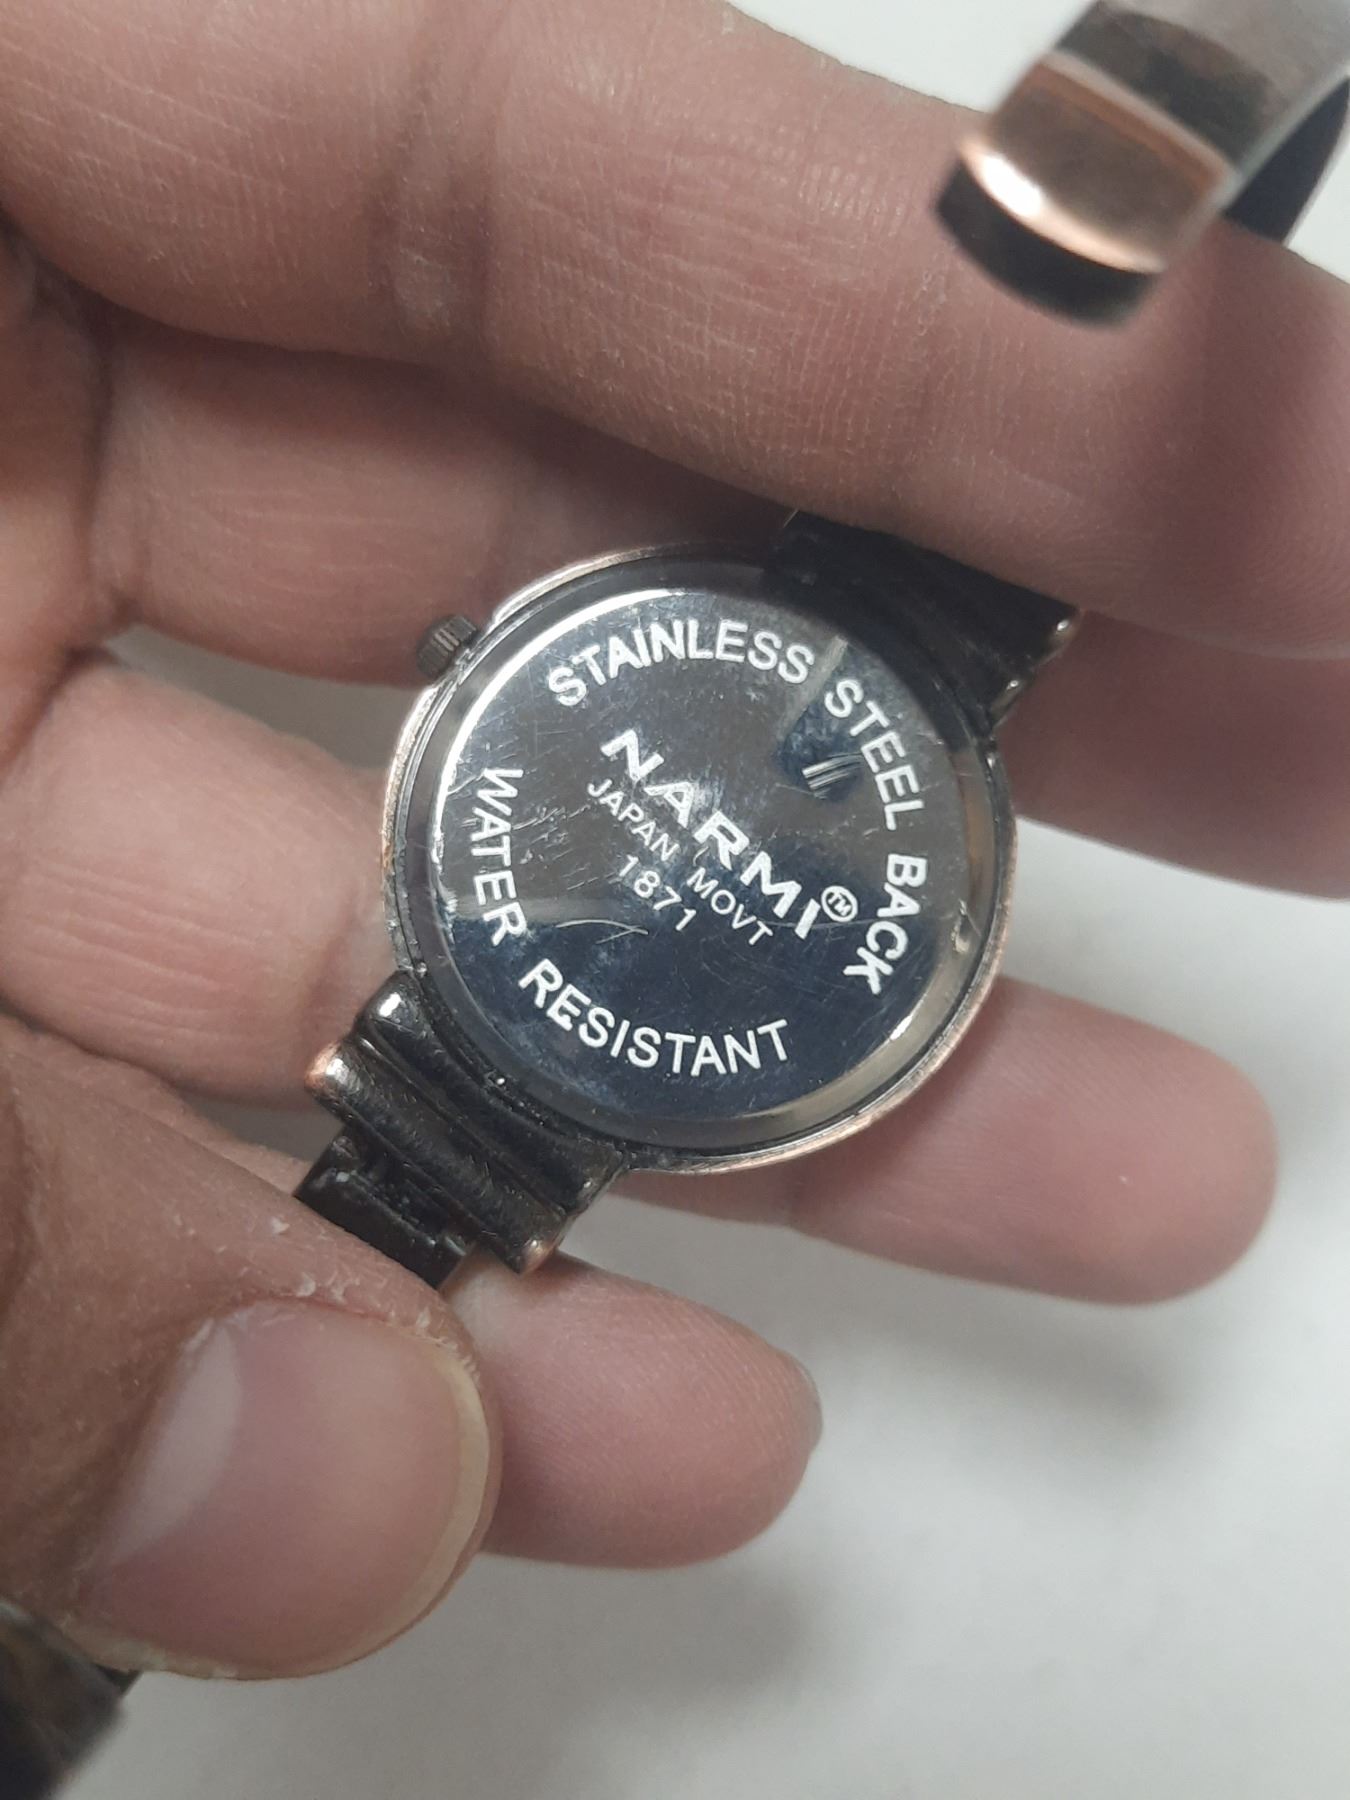 STAINLESS STEEL BACK
NARMI™
JAPAN MOVT
1871
WATER RESISTANT